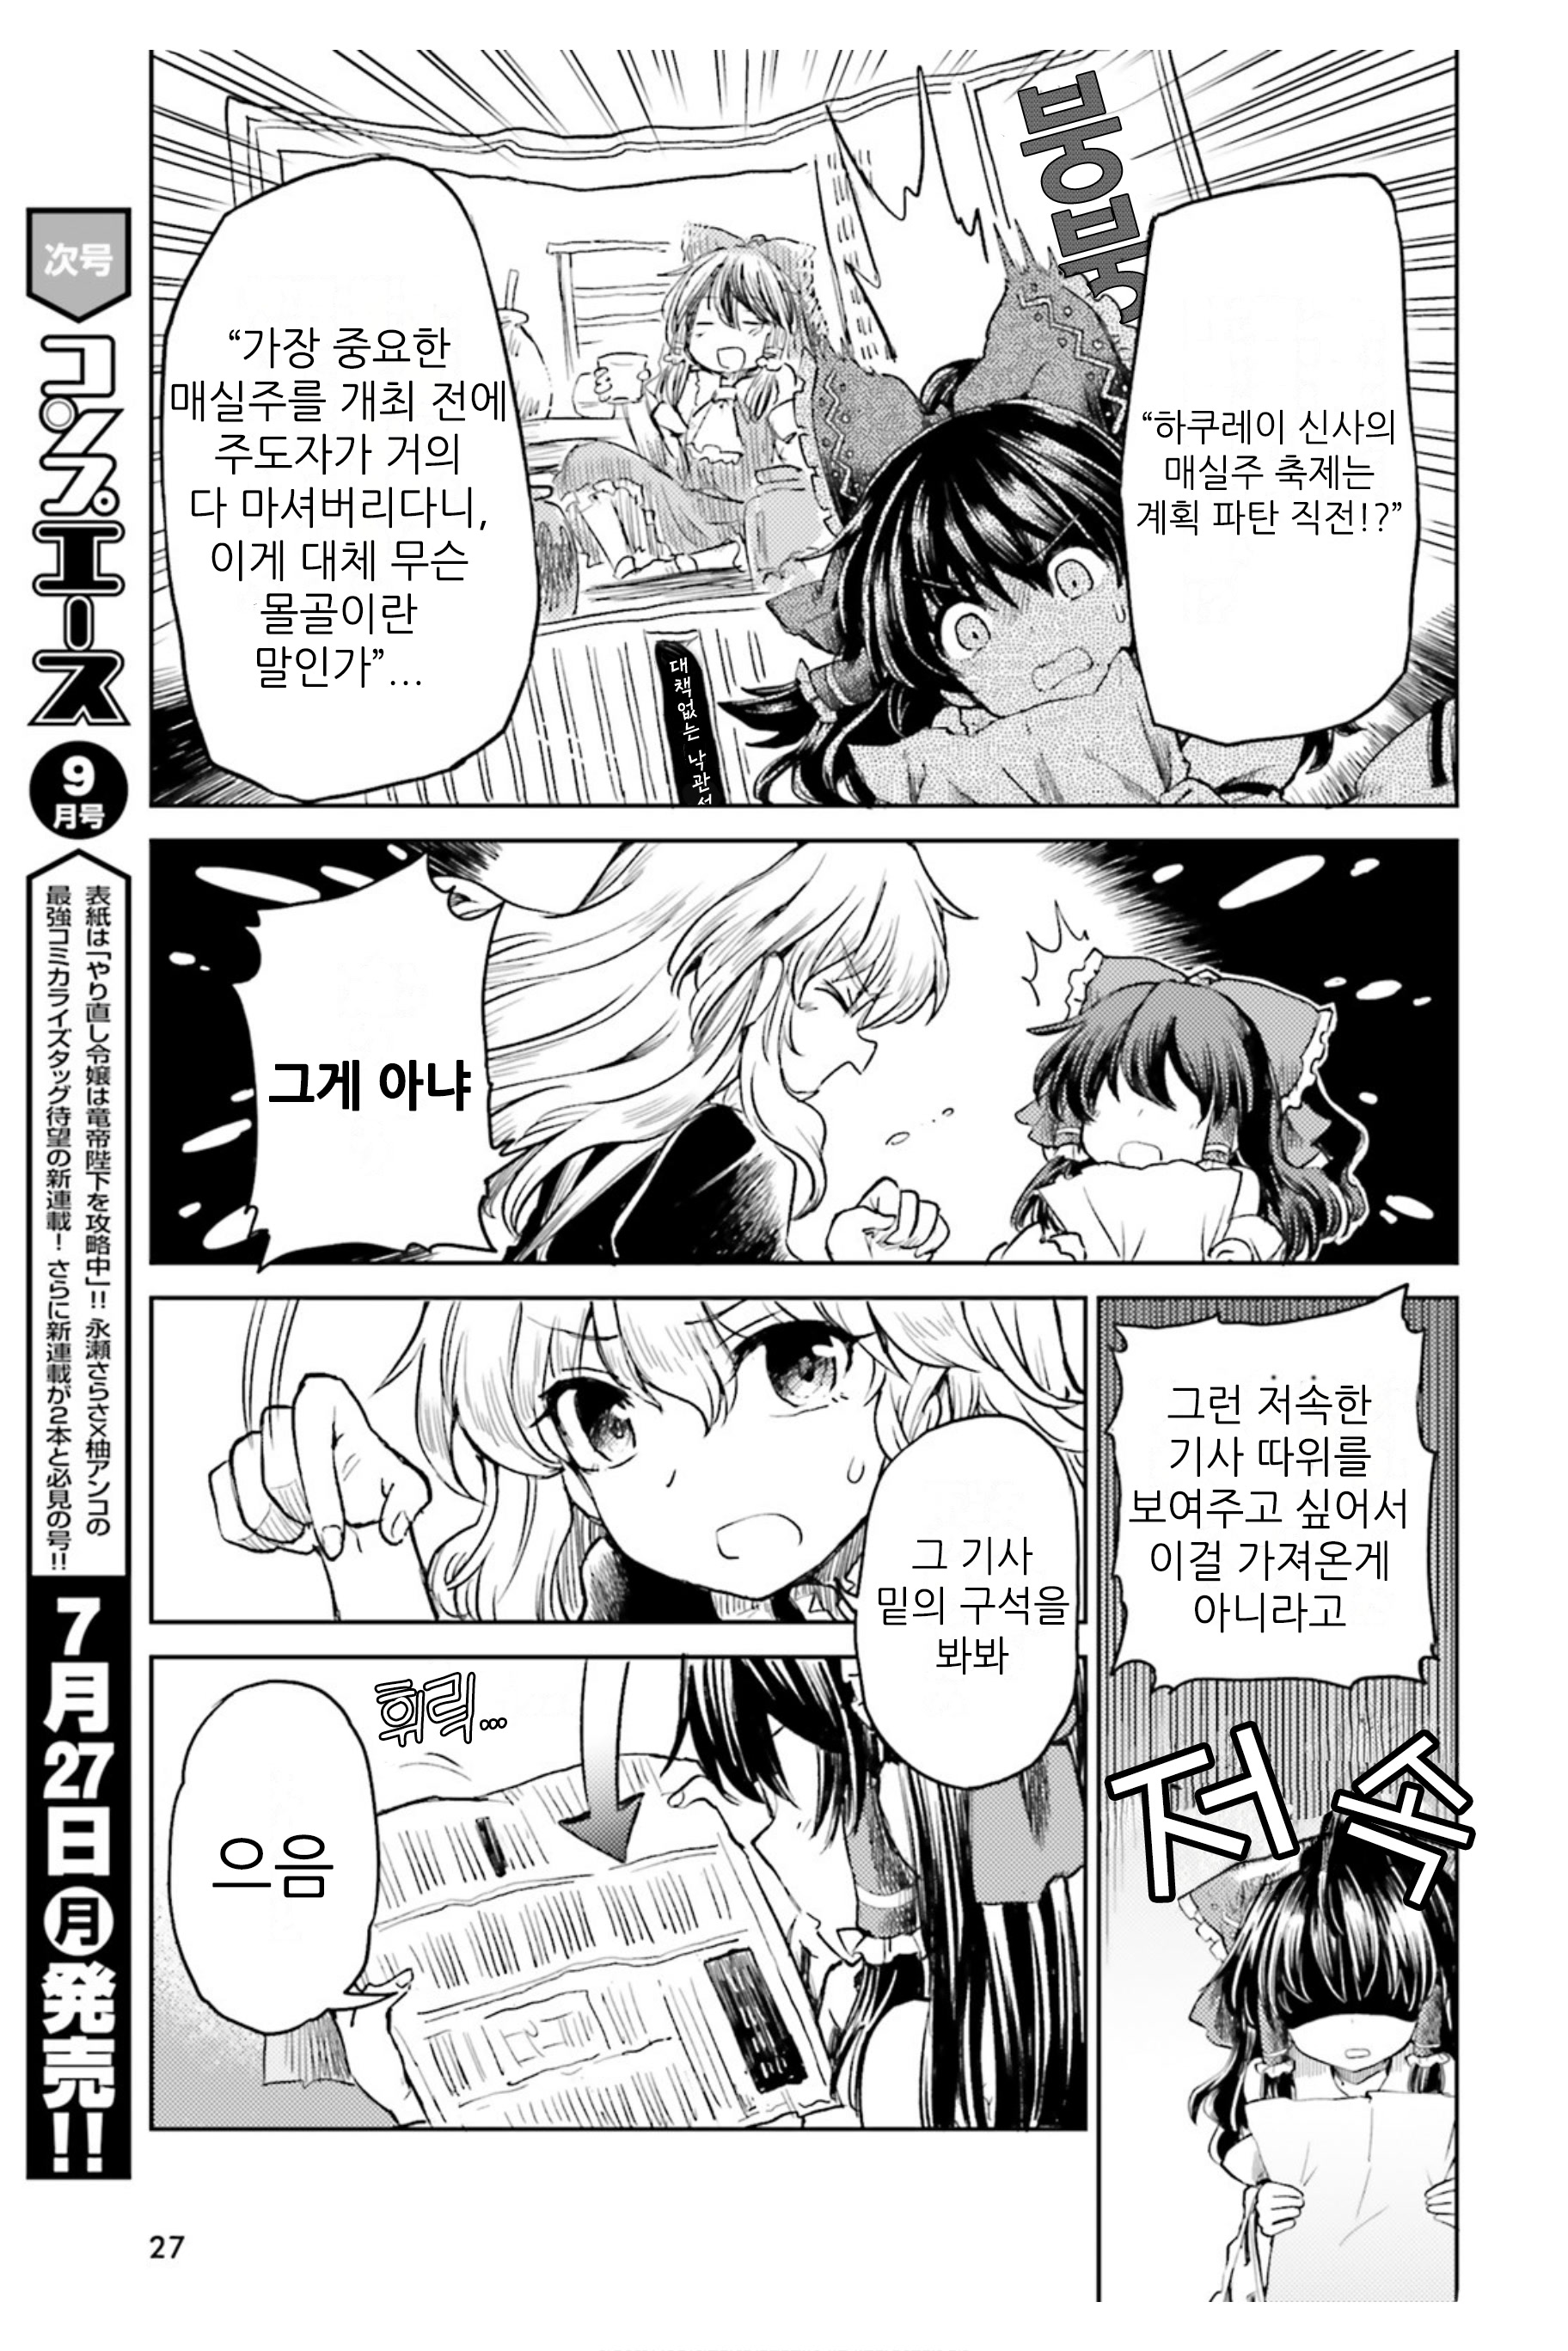 붕붕
“하쿠레이 신사의
매실주 축제는
계획 파탄 직전!?”
“가장 중요한
매실주를 개최 전에
주도자가 거의
다 마셔버리다니,
이게 대체 무슨
몰골이란
말인가”…
대책없는 낙관
그게 아냐
그런 저속한
기사 따위를
보여주고 싶어서
이걸 가져온게
아니라고
저속
그 기사
밑의 구석을
봐봐
휘릭…
으음
次号
コンプエース
9
月号
表紙は「やり直し令嬢は竜帝陛下を攻略中」!! 永瀬さらさ×柚アンコの
最強コミカライズタッグ待望の新連載! さらに新連載が2本と必見の号!!
7月27日(月)発売!!
27